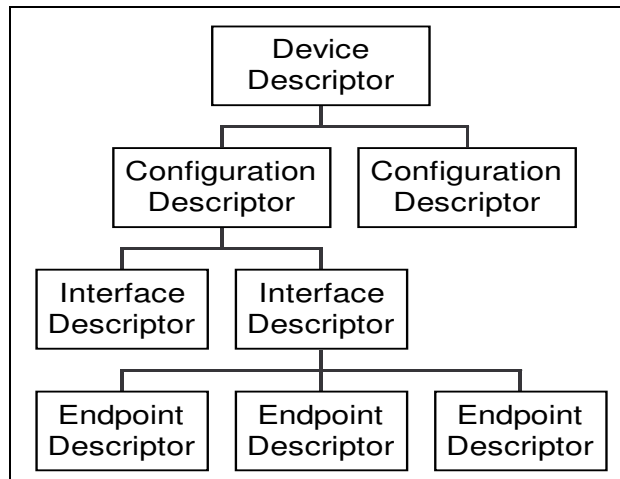 Device
Descriptor
Configuration
Descriptor
Configuration
Descriptor
Interface
Descriptor
Interface
Descriptor
Endpoint
Descriptor
Endpoint
Descriptor
Endpoint
Descriptor